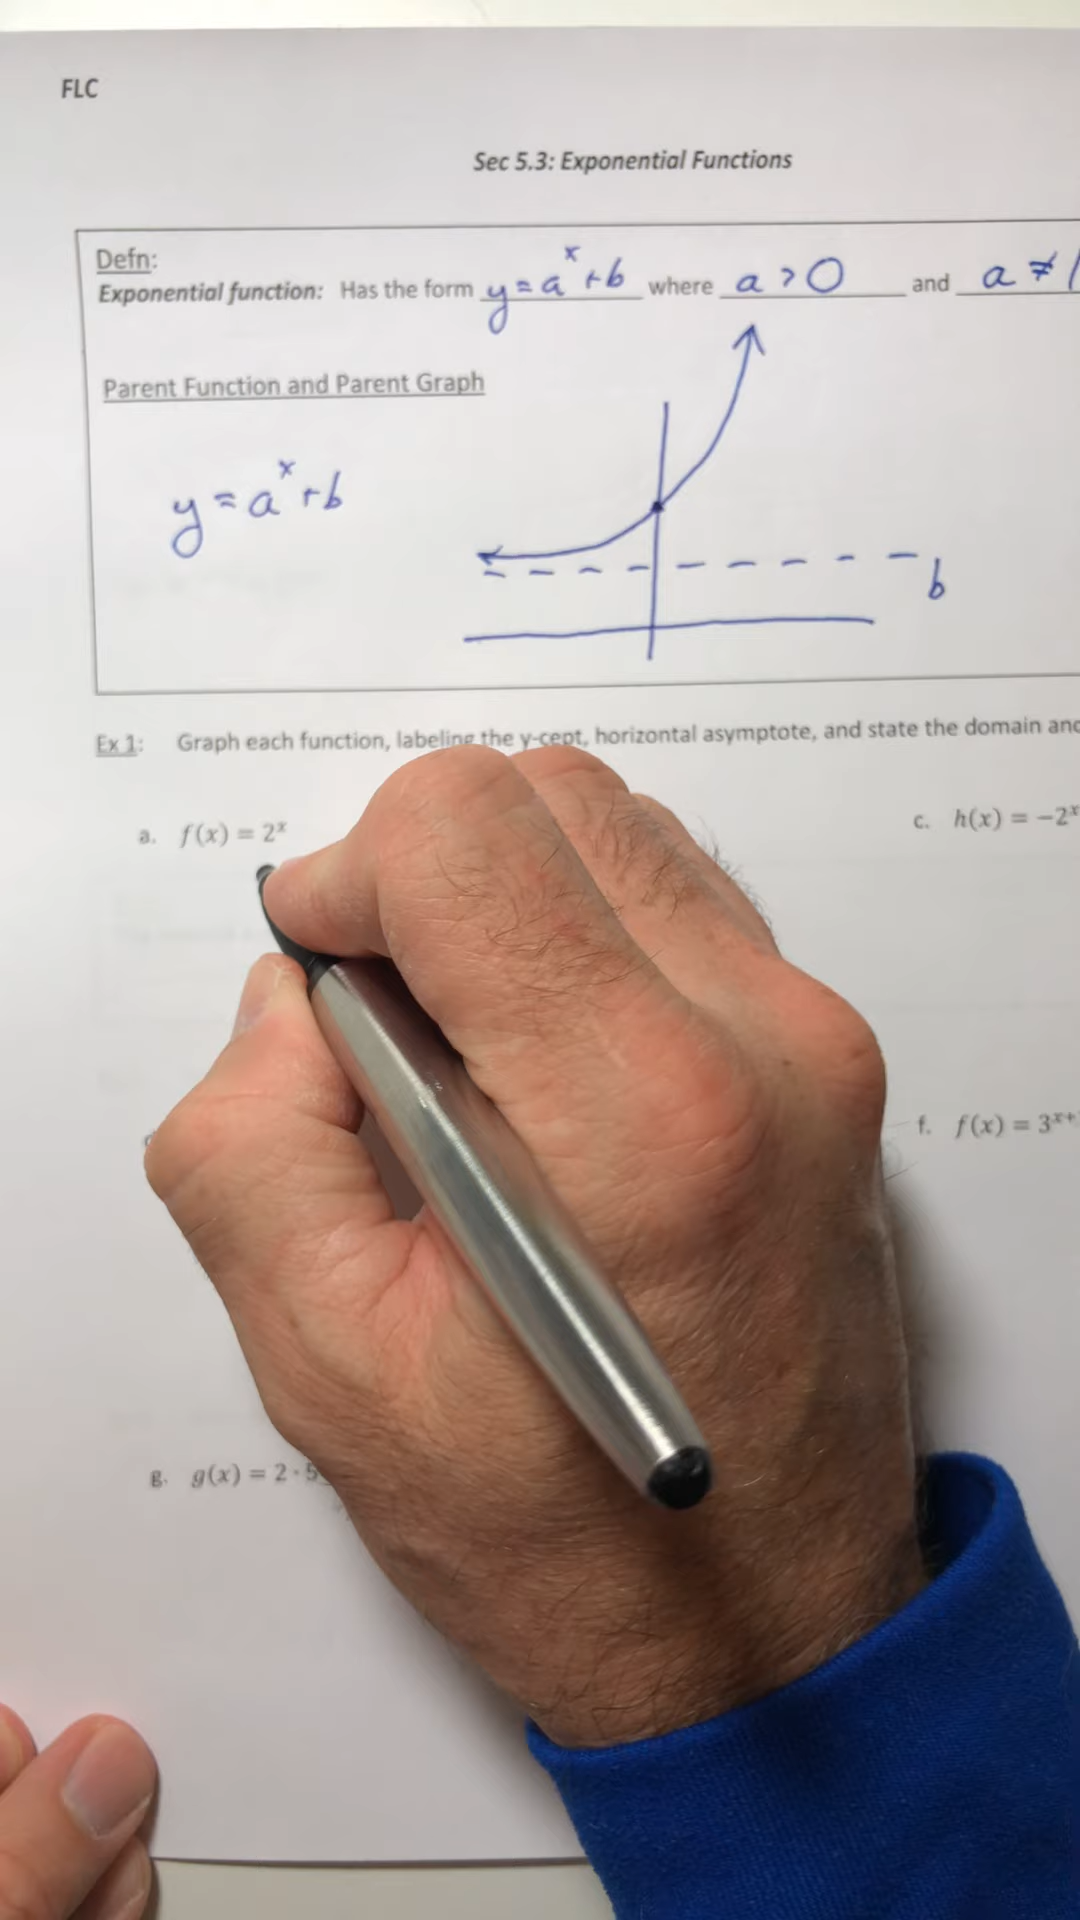 FLC
Sec 5.3: Exponential Functions
Defn:
Exponential function: Has the form y = a^x + b where a > 0 and a ≠ 1
Parent Function and Parent Graph
y = a^x + b
b
Ex 1: Graph each function, labeling the y-cept, horizontal asymptote, and state the domain and
a. f(x) = 2^x
c. h(x) = −2^x
f. f(x) = 3^x+
g. g(x) = 2 · 5